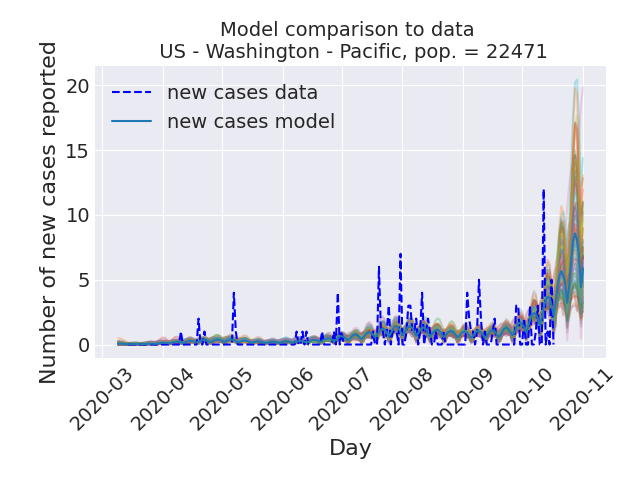 Model comparison to data
US - Washington - Pacific, pop. = 22471
new cases data
new cases model
Number of new cases reported
20
15
10
5
0
2020-03
2020-04
2020-05
2020-06
2020-07
2020-08
2020-09
2020-10
2020-11
Day